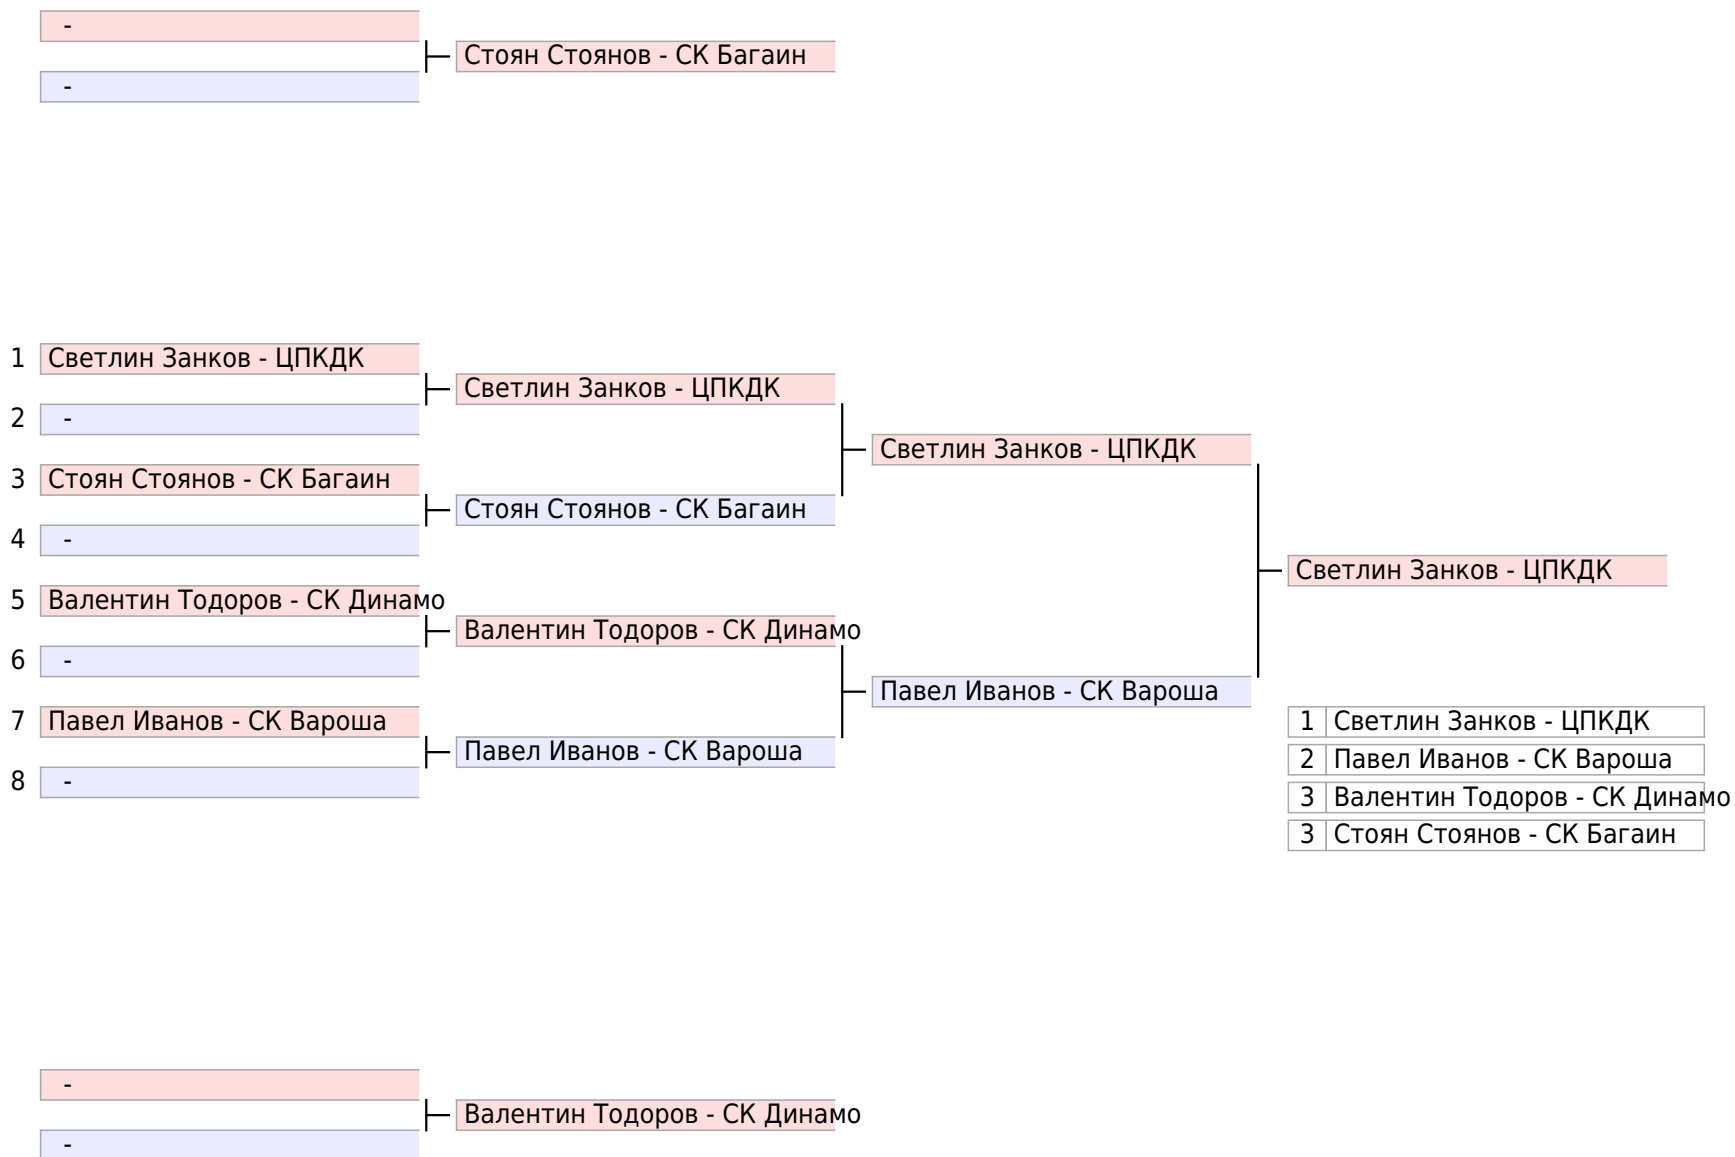 -
Стоян Стоянов - СК Багаин
-
1 Светлин Занков - ЦПКДК
Светлин Занков - ЦПКДК
2 -
Светлин Занков - ЦПКДК
3 Стоян Стоянов - СК Багаин
Стоян Стоянов - СК Багаин
4 -
Светлин Занков - ЦПКДК
5 Валентин Тодоров - СК Динамо
Валентин Тодоров - СК Динамо
6 -
Павел Иванов - СК Вароша
7 Павел Иванов - СК Вароша
Павел Иванов - СК Вароша
8 -
1 Светлин Занков - ЦПКДК
2 Павел Иванов - СК Вароша
3 Валентин Тодоров - СК Динамо
3 Стоян Стоянов - СК Багаин
-
Валентин Тодоров - СК Динамо
-